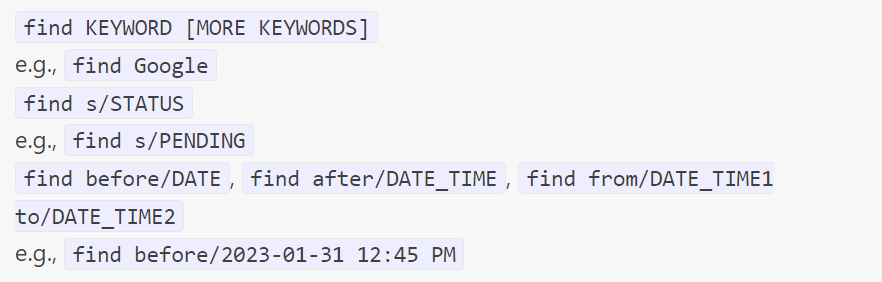 find KEYWORD [MORE KEYWORDS]
e.g., find Google
find s/STATUS
e.g., find s/PENDING
find before/DATE, find after/DATE_TIME, find from/DATE_TIME1
to/DATE_TIME2
e.g., find before/2023-01-31 12:45 PM